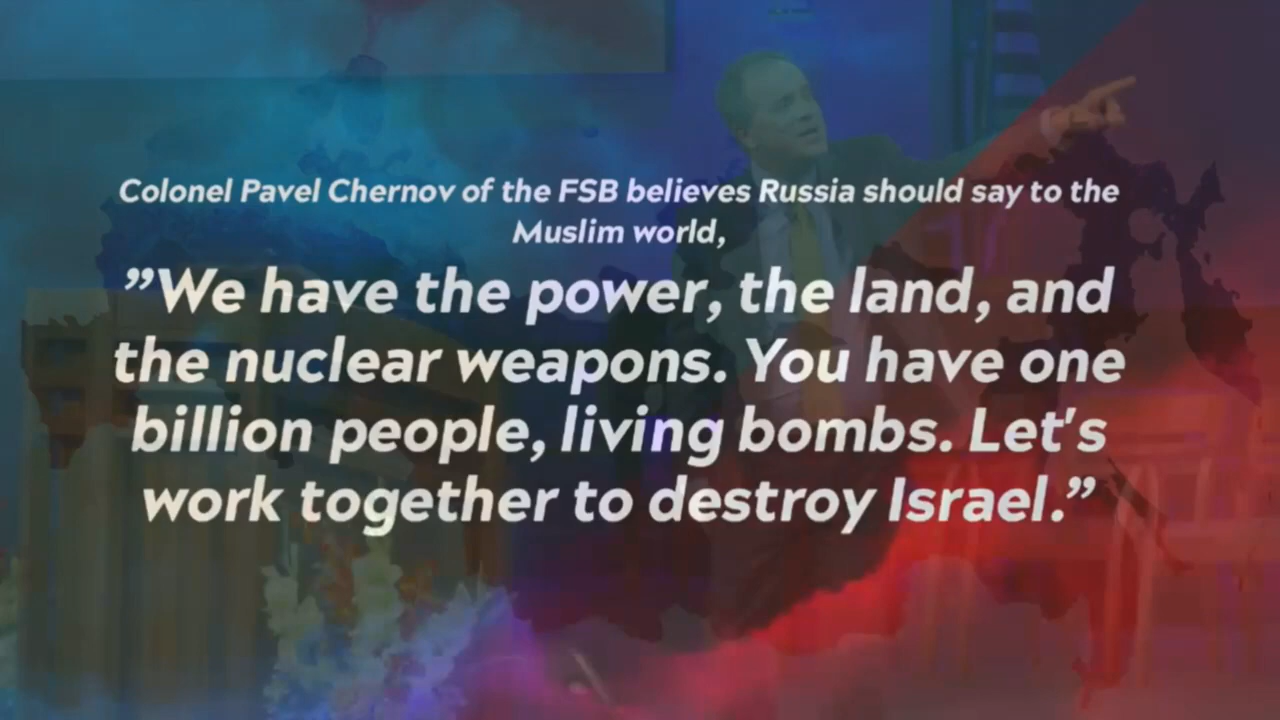 Colonel Pavel Chernov of the FSB believes Russia should say to the
Muslim world,
”We have the power, the land, and
the nuclear weapons. You have one
billion people, living bombs. Let's
work together to destroy Israel.”